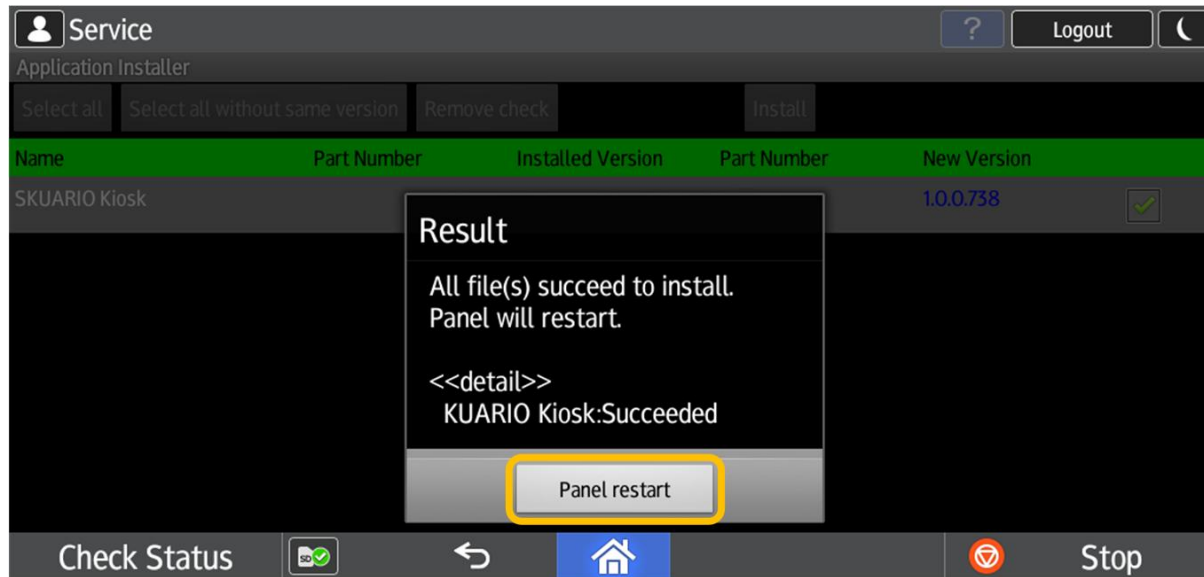 Service
? Logout
Application Installer
Select all Select all without same version Remove check Install
Name Part Number Installed Version Part Number New Version
SKUARIO Kiosk 1.0.0.738
Result
All file(s) succeed to install.
Panel will restart.
<<detail>>
KUARIO Kiosk:Succeeded
Panel restart
Check Status SD Stop